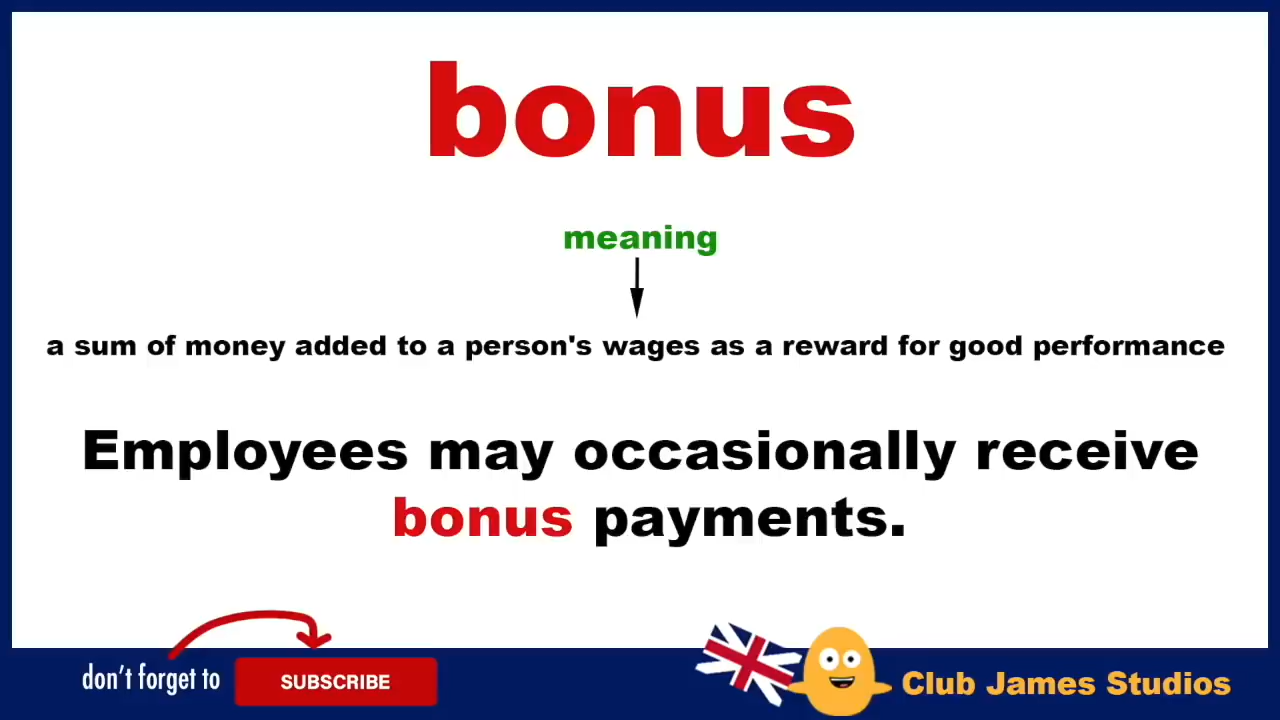 bonus
meaning
a sum of money added to a person's wages as a reward for good performance
Employees may occasionally receive
bonus payments.
don't forget to SUBSCRIBE
Club James Studios